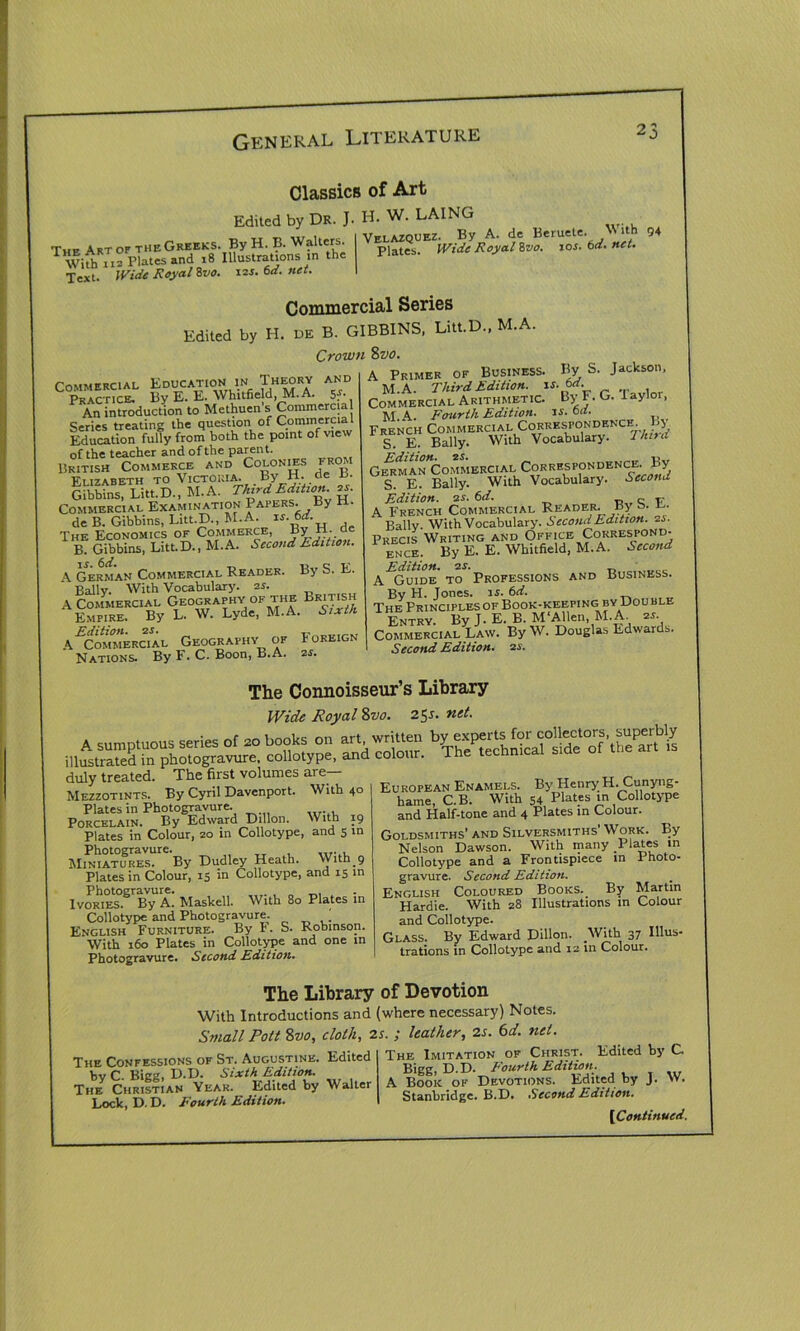 GENERAL LITERATURE 23
Classics of Art
Edited by DR. J. H. W. LAING
THE ART OF THE GREEKS. By H. B. Walters.
With 112 Plates and 18 Illustrations in the
Text. Wide Royal 8vo. 12s. 6d. net.
VELAZQUEZ. By A. de Beruete. With 94
Plates. Wide Royal 8vo. 10s. 6d. net.
Commercial Series
Edited by H. DE B. GIBBINS, Litt.D., M.A.
Crown 8vo.
COMMERCIAL EDUCATION IN THEORY AND
PRACTICE. By E. E. Whitfield, M.A. 5s.
An introduction to Methuen's Commercial
Series treating the question of Commercial
Education fully from both the point of view
of the teacher and of the parent.
BRITISH COMMERCE AND COLONIES FROM
ELIZABETH TO VICTORIA. By H. de B.
Gibbins, Litt.D., M.A. Third Edition. 2s.
COMMERCIAL EXAMINATION PAPERS. By H.
de B. Gibbins, Litt.D., M.A. 1s. 6d.
THE ECONOMICS OF COMMERCE, By H. de
B. Gibbins, Litt.D., M.A. Second Edition.
1s. 6d.
A GERMAN COMMERCIAL READER. By S. E.
Bally. With Vocabulary. 2s.
A COMMERCIAL GEOGRAPHY OF THE BRITISH
EMPIRE. By L. W. Lyde, M.A. Sixth
Edition. 2s.
A COMMERCIAL GEOGRAPHY OF FOREIGN
NATIONS. By F. C. Boon, B.A. 2s.
A PRIMER OF BUSINESS. By S. Jackson,
M.A. Third Edition. 1s. 6d.
COMMERCIAL ARITHMETIC. By F. G. Taylor,
M.A. Fourth Edition. 1s. 6d.
FRENCH COMMERCIAL CORRESPONDENCE. By
S. E. Bally. With Vocabulary. Third
Edition. 2s.
GERMAN COMMERCIAL CORRESPONDENCE. By
S. E. Bally. With Vocabulary. Second
Edition. 2s. 6d.
A FRENCH COMMERCIAL READER. By S. E.
Bally. With Vocabulary. Second Edition. 2s.
PRECIS WRITING AND OFFICE CORRESPOND-
ENCE. By E. E. Whitfield, M.A. Second
Edition. 2s.
A GUIDE TO PROFESSIONS AND BUSINESS.
By H. Jones. 1s. 6d.
THE PRINCIPLES OF BOOK-KEEPING BY DOUBLE
ENTRY. By J. E. B. M'Allen, M.A. 2s.
COMMERCIAL LAW. By W. Douglas Edwards.
Second Edition. 2s.
The Connoisseur's Library
Wide Royal 8vo. 25s. net.
A sumptuous series of 20 books on art, written by experts for collectors, superbly
illustrated in photogravure, collotype, and colour. The technical side of the art is
duly treated. The first volumes are—
MEZZOTINTS. By Cyril Davenport. With 40
Plates in Photogravure.
PORCELAIN. By Edward Dillon. With 19
Plates in Colour, 20 in Collotype, and 5 in
Photogravure.
MINIATURES. By Dudley Heath. With 9
Plates in Colour, 15 in Collotype, and 15 in
Photogravure.
IVORIES. By A. Maskell. With 80 Plates in
Collotype and Photogravure.
ENGLISH FURNITURE. By F. S. Robinson.
With 160 Plates in Collotype and one in
Photogravure. Second Edition.
EUROPEAN ENAMELS. By Henry H. Cunyng-
hame, C.B. With 54 Plates in Collotype
and Half-tone and 4 Plates in Colour.
GOLDSMITHS' AND SILVERSMITHS' WORK. By
Nelson Dawson. With many Plates in
Collotype and a Frontispiece in Photo-
gravure. Second Edition.
ENGLISH COLOURED BOOKS. By Martin
Hardie. With 28 Illustrations in Colour
and Collotype.
GLASS. By Edward Dillon. With 37 Illus-
trations in Collotype and 12 in Colour.
The Library of Devotion
With Introductions and (where necessary) Notes.
Small Pott 8vo, cloth, 2s. ; leather, 2s. 6d. net.
THE CONFESSIONS OF ST. AUGUSTINE. Edited
by C. Bigg, D.D. Sixth Edition.
THE CHRISTIAN YEAR. Edited by Walter
Lock, D.D. Fourth Edition.
THE IMITATION OF CHRIST. Edited by C.
Bigg, D.D. Fourth Edition.
A BOOK OF DEVOTIONS. Edited by J. W.
Stanbridge. B.D. Second Edition.
[Continued.